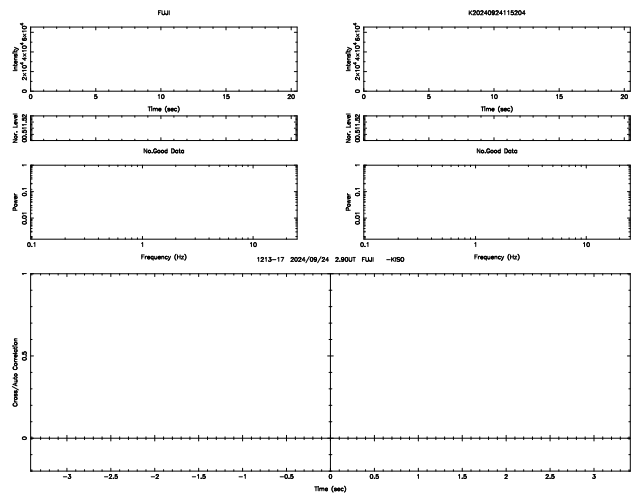 FUJI
K20240924115204
Intensity
2×10⁴ 4×10⁴ 6×10⁴
0 5 10 15 20
Time (sec)
Intensity
2×10⁴ 4×10⁴ 6×10⁴
0 5 10 15 20
Time (sec)
Nor. Level
00.511.52
Nor. Level
00.511.52
No.Good Data
No.Good Data
Power
1
0.1
0.01
0.1 1 10
Frequency (Hz)
Power
1
0.1
0.01
0.1 1 10
Frequency (Hz)
1213-17 2024/09/24 2.90UT FUJI -KISO
Cross/Auto Correlation
1
0.5
0
-3 -2.5 -2 -1.5 -1 -0.5 0 0.5 1 1.5 2 2.5 3
Time (sec)